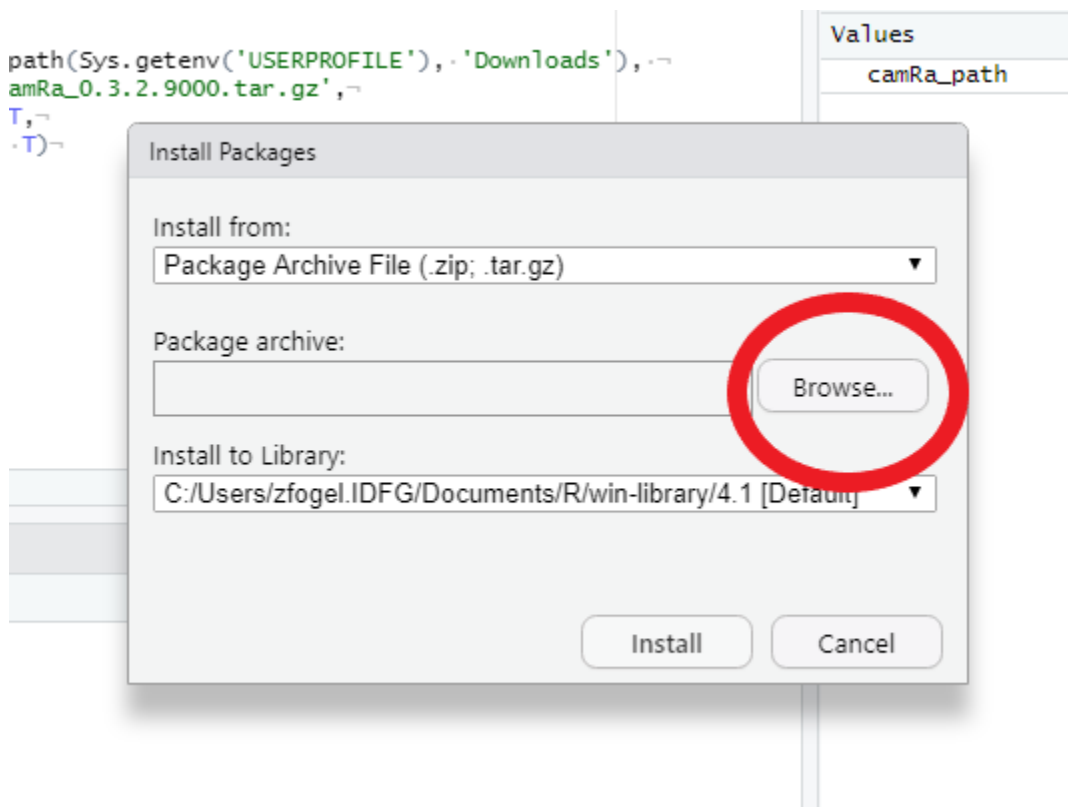 Values
path(Sys.getenv('USERPROFILE'),·'Downloads'),·¬
amRa_0.3.2.9000.tar.gz',¬
T,¬
·T)¬
camRa_path
Install Packages
Install from:
Package Archive File (.zip; .tar.gz)
Package archive:
Browse...
Install to Library:
C:/Users/zfogel.IDFG/Documents/R/win-library/4.1 [Default]
Install
Cancel